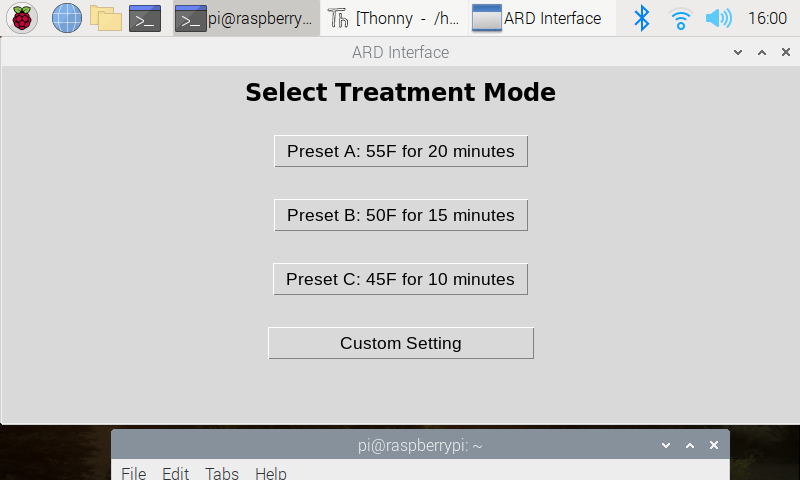 pi@raspberry... [Thonny - /h... ARD Interface 16:00
ARD Interface
Select Treatment Mode
Preset A: 55F for 20 minutes
Preset B: 50F for 15 minutes
Preset C: 45F for 10 minutes
Custom Setting
pi@raspberrypi: ~
File Edit Tabs Help